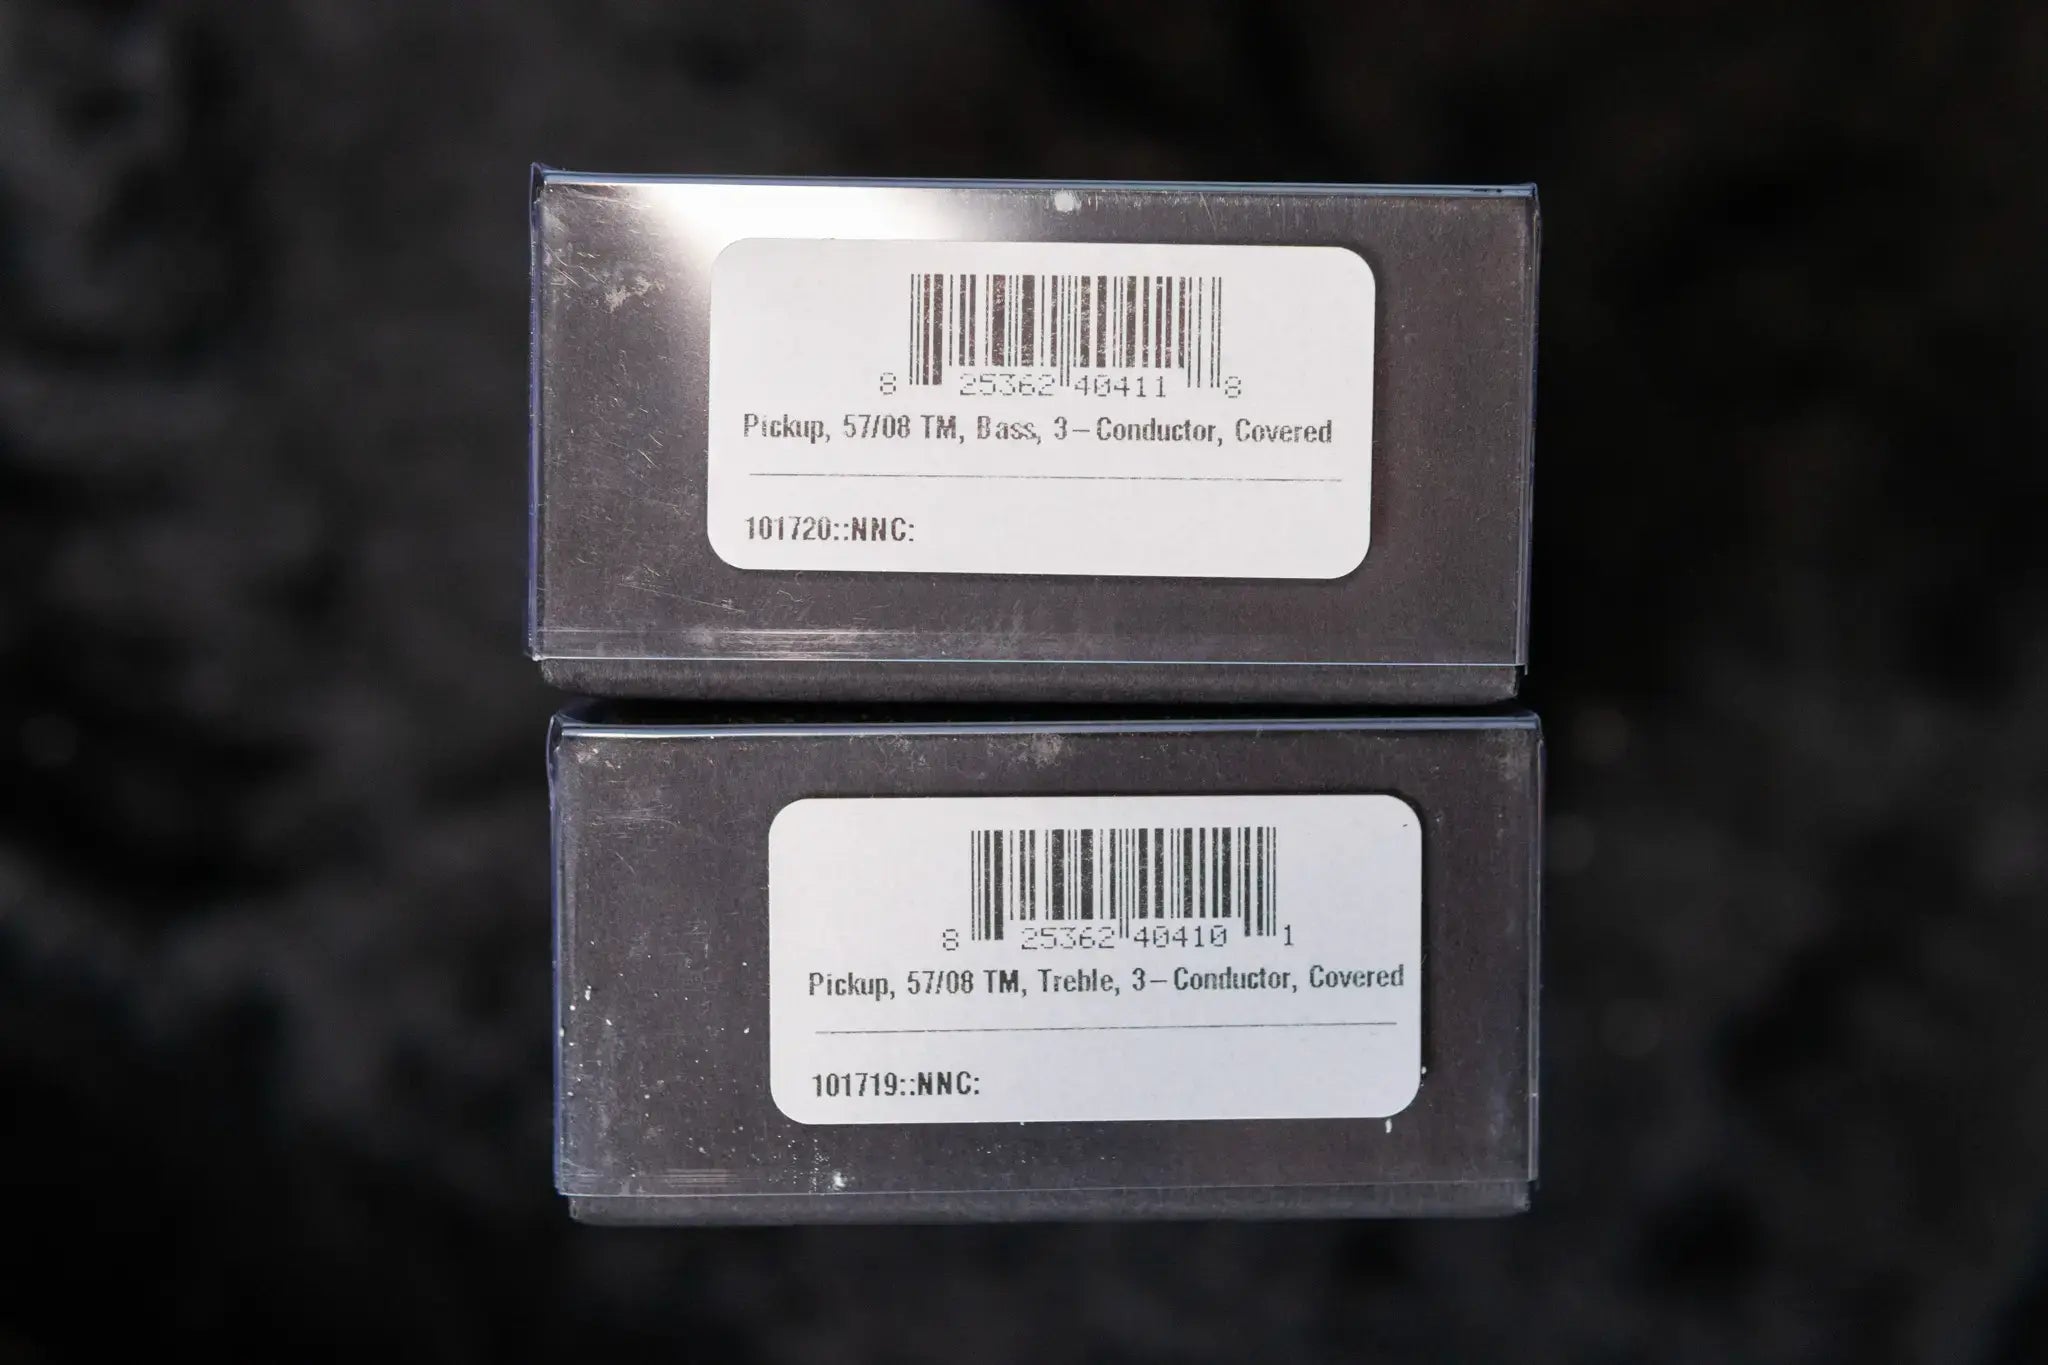 8 25362 40411 8
Pickup, 57/08 TM, Bass, 3-Conductor, Covered
101720::NNC:
8 25362 40410 1
Pickup, 57/08 TM, Treble, 3-Conductor, Covered
101719::NNC: